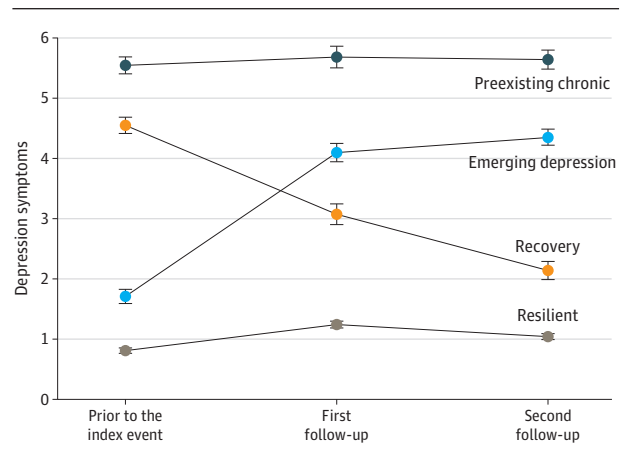 6
5
4
3
2
1
0
Depression symptoms
Preexisting chronic
Emerging depression
Recovery
Resilient
Prior to the
index event
First
follow-up
Second
follow-up